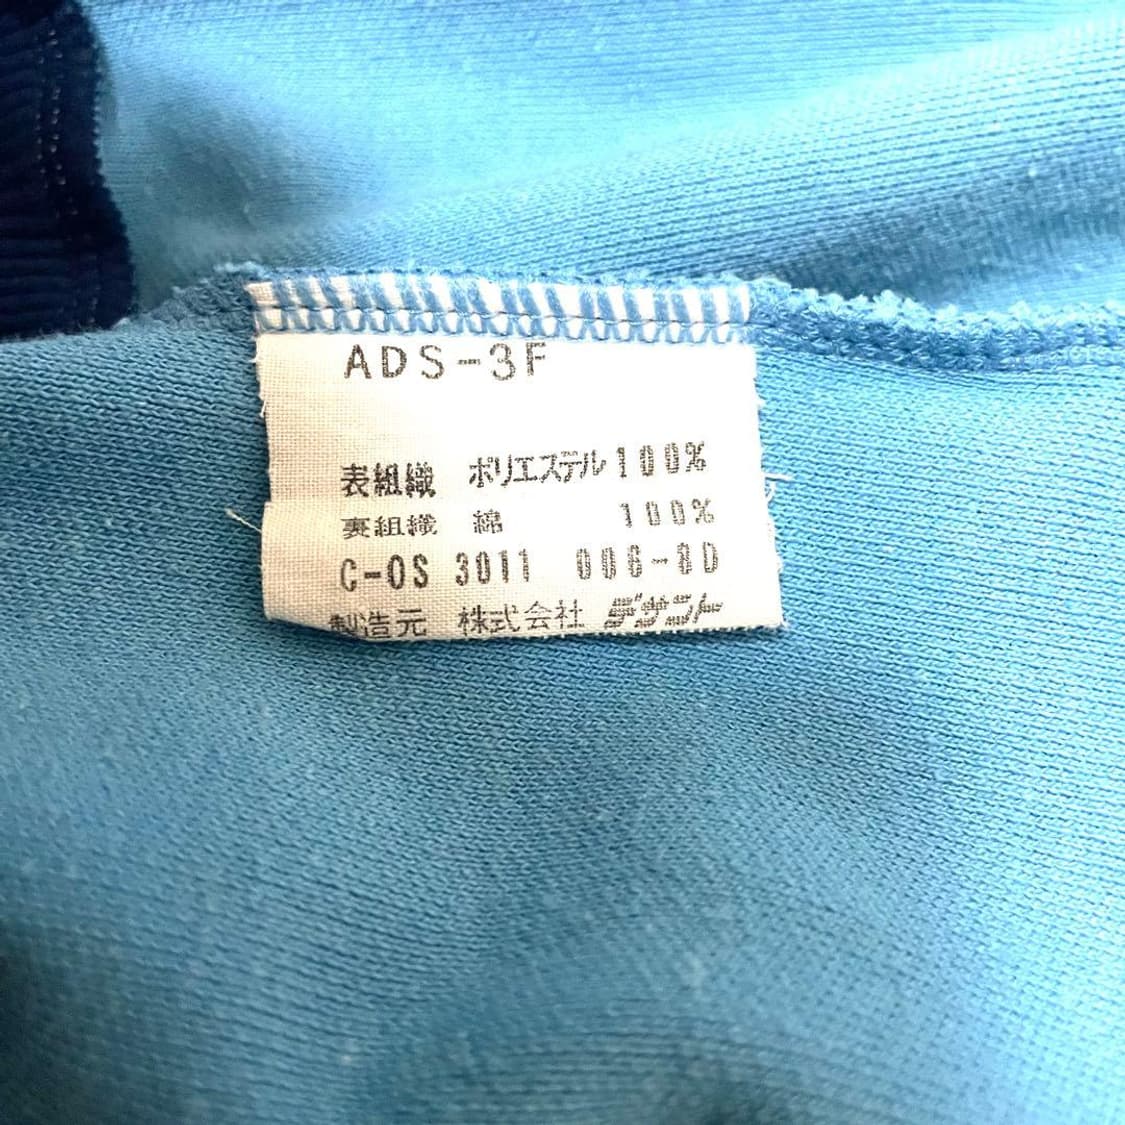 ADS-3F
表組織 ポリエステル100%
裏組織 綿 100%
C-OS 3011 006-8D
製造元 株式会社 デサント